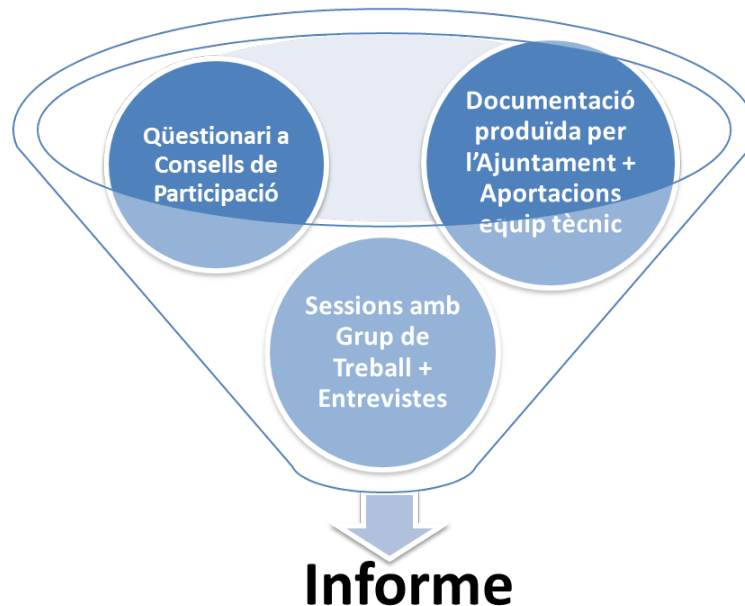 Qüestionari a
Consells de
Participació
Documentació
produïda per
l'Ajuntament +
Aportacions
equip tècnic
Sessions amb
Grup de
Treball +
Entrevistes
Informe